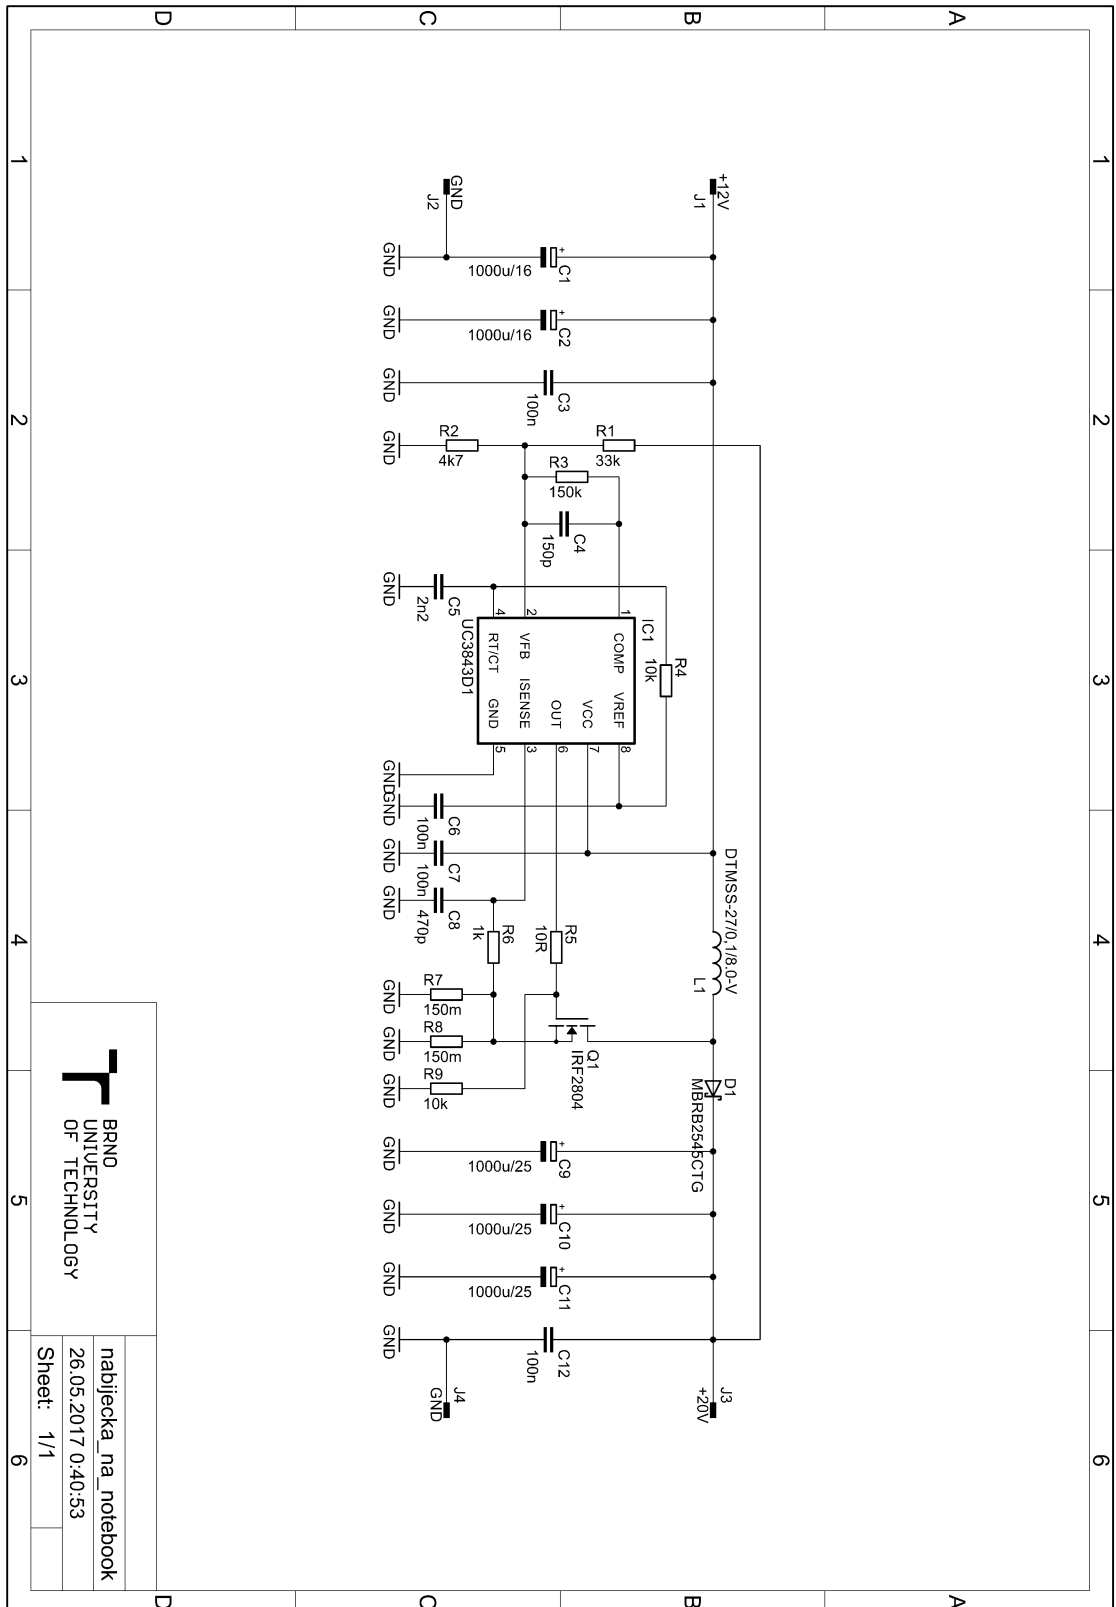 A
B
C
D
1
2
3
4
5
6
1
2
3
4
5
6
A
B
C
D
+12V
J1
GND
J2
C1
1000u/16
GND
C2
1000u/16
GND
C3
100n
GND
R1
33k
R2
4k7
GND
R3
150k
C4
150p
C5
2n2
GND
R4
10k
IC1
UC3843D1
1
COMP
2
VFB
4
RT/CT
VREF
8
VCC
7
OUT
6
ISENSE
3
GND
5
GND
C6
100n
GND
C7
100n
GND
C8
470p
GND
R5
10R
R6
1k
R7
150m
GND
R8
150m
GND
R9
10k
GND
DTMSS-27/0,1/8.0-V
L1
Q1
IRF2804
D1
MBRB2545CTG
C9
1000u/25
GND
C10
1000u/25
GND
C11
1000u/25
GND
C12
100n
GND
J3
+20V
J4
GND
BRNO
UNIVERSITY
OF TECHNOLOGY
nabijecka_na_notebook
26.05.2017 0:40:53
Sheet: 1/1